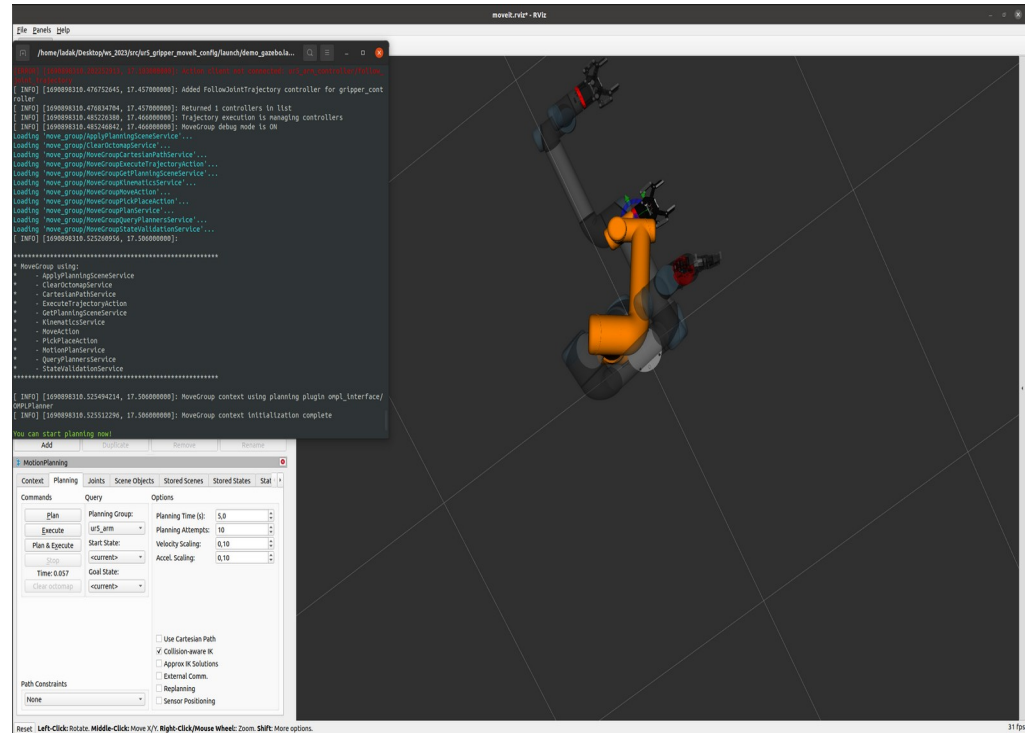 moveit.rviz* - RViz
File Panels Help
/home/ladak/Desktop/ws_2023/src/ur5_gripper_moveit_config/launch/demo_gazebo.la...
[ INFO] [1690898310.476752645, 17.457000000]: Added FollowJointTrajectory controller for gripper_cont
roller
[ INFO] [1690898310.476834704, 17.457000000]: Returned 1 controllers in list
[ INFO] [1690898310.485226380, 17.466000000]: Trajectory execution is managing controllers
[ INFO] [1690898310.485246842, 17.466000000]: MoveGroup debug mode is ON
Loading 'move_group/ApplyPlanningSceneService'...
Loading 'move_group/ClearOctomapService'...
Loading 'move_group/MoveGroupCartesianPathService'...
Loading 'move_group/MoveGroupExecuteTrajectoryAction'...
Loading 'move_group/MoveGroupGetPlanningSceneService'...
Loading 'move_group/MoveGroupKinematicsService'...
Loading 'move_group/MoveGroupMoveAction'...
Loading 'move_group/MoveGroupPickPlaceAction'...
Loading 'move_group/MoveGroupPlanService'...
Loading 'move_group/MoveGroupQueryPlannersService'...
Loading 'move_group/MoveGroupStateValidationService'...
[ INFO] [1690898310.525260956, 17.506000000]:
********************************************************
* MoveGroup using:
*     - ApplyPlanningSceneService
*     - ClearOctomapService
*     - CartesianPathService
*     - ExecuteTrajectoryAction
*     - GetPlanningSceneService
*     - KinematicsService
*     - MoveAction
*     - PickPlaceAction
*     - MotionPlanService
*     - QueryPlannersService
*     - StateValidationService
********************************************************
[ INFO] [1690898310.525494214, 17.506000000]: MoveGroup context using planning plugin ompl_interface/
OMPLPlanner
[ INFO] [1690898310.525512296, 17.506000000]: MoveGroup context initialization complete
You can start planning now!
Add Duplicate Remove Rename
MotionPlanning
Context Planning Joints Scene Objects Stored Scenes Stored States Stat
Commands Query Options
Plan Planning Group: Planning Time (s): 5,0
Execute ur5_arm Planning Attempts: 10
Plan & Execute Start State: Velocity Scaling: 0,10
Stop <current> Accel. Scaling: 0,10
Time: 0.057 Goal State:
Clear octomap <current>
Use Cartesian Path
Collision-aware IK
Approx IK Solutions
External Comm.
Path Constraints Replanning
None Sensor Positioning
Reset Left-Click: Rotate. Middle-Click: Move X/Y. Right-Click/Mouse Wheel: Zoom. Shift: More options. 31 fps